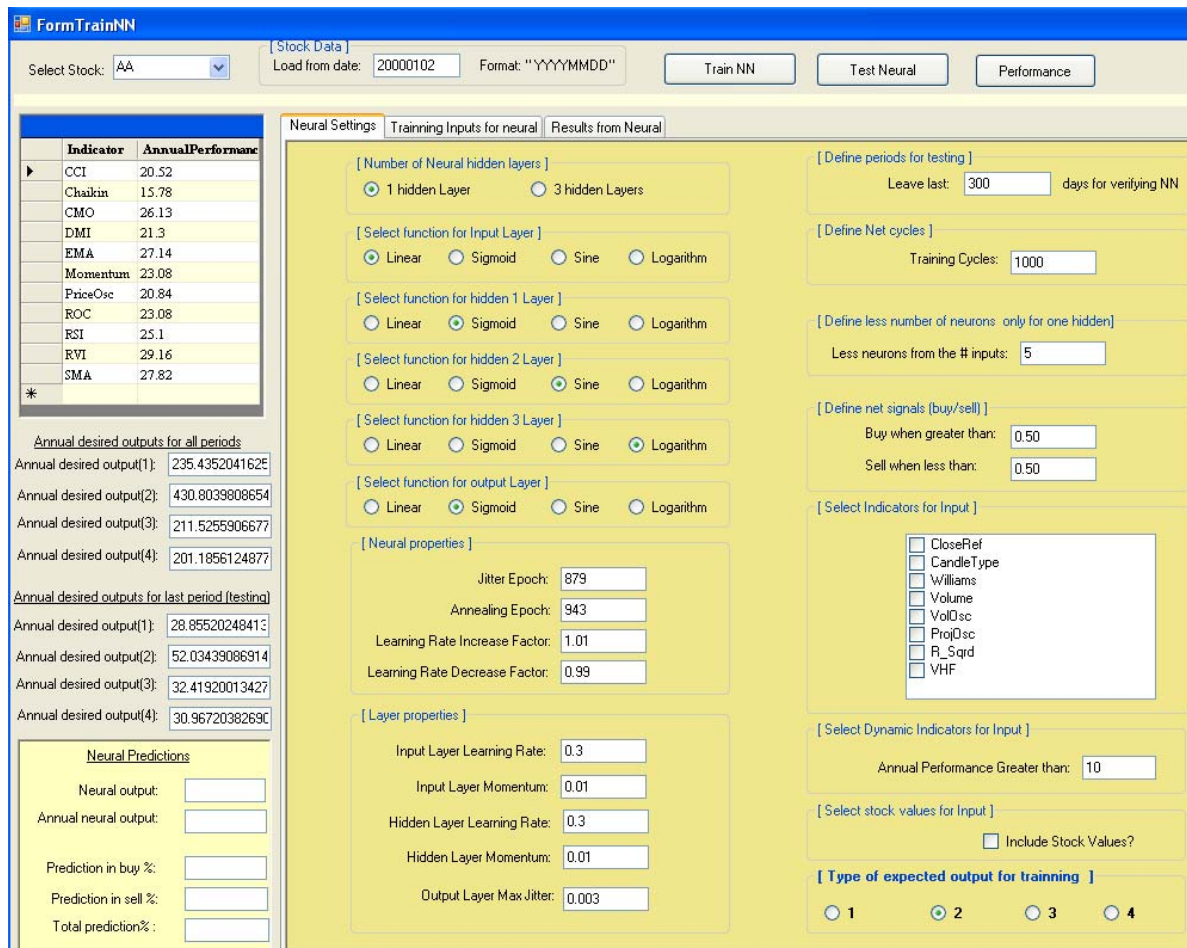 FormTrainNN
Select Stock: AA
[ Stock Data ]
Load from date: 20000102 Format: "YYYYMMDD"
Train NN
Test Neural
Performance
Indicator AnnualPerformanc
CCI 20.52
Chaikin 15.78
CMO 26.13
DMI 21.3
EMA 27.14
Momentum 23.08
PriceOsc 20.84
ROC 23.08
RSI 25.1
RVI 29.16
SMA 27.82
Annual desired outputs for all periods
Annual desired output(1): 235.4352041625
Annual desired output(2): 430.8039808654
Annual desired output(3): 211.5255906677
Annual desired output(4): 201.1856124877
Annual desired outputs for last period (testing)
Annual desired output(1): 28.85520248413
Annual desired output(2): 52.03439086914
Annual desired output(3): 32.41920013427
Annual desired output(4): 30.9672038269
Neural Predictions
Neural output:
Annual neural output:
Prediction in buy %:
Prediction in sell %:
Total prediction% :
Neural Settings
Trainning Inputs for neural
Results from Neural
[ Number of Neural hidden layers ]
1 hidden Layer 3 hidden Layers
[ Select function for Input Layer ]
Linear Sigmoid Sine Logarithm
[ Select function for hidden 1 Layer ]
Linear Sigmoid Sine Logarithm
[ Select function for hidden 2 Layer ]
Linear Sigmoid Sine Logarithm
[ Select function for hidden 3 Layer ]
Linear Sigmoid Sine Logarithm
[ Select function for output Layer ]
Linear Sigmoid Sine Logarithm
[ Neural properties ]
Jitter Epoch: 879
Annealing Epoch: 943
Learning Rate Increase Factor: 1.01
Learning Rate Decrease Factor: 0.99
[ Layer properties ]
Input Layer Learning Rate: 0.3
Input Layer Momentum: 0.01
Hidden Layer Learning Rate: 0.3
Hidden Layer Momentum: 0.01
Output Layer Max Jitter: 0.003
[ Define periods for testing ]
Leave last: 300 days for verifying NN
[ Define Net cycles ]
Training Cycles: 1000
[ Define less number of neurons only for one hidden]
Less neurons from the # inputs: 5
[ Define net signals (buy/sell) ]
Buy when greater than: 0.50
Sell when less than: 0.50
[ Select Indicators for Input ]
CloseRef
CandleType
Williams
Volume
VolOsc
ProjOsc
R_Sqrd
VHF
[ Select Dynamic Indicators for Input ]
Annual Performance Greater than: 10
[ Select stock values for Input ]
Include Stock Values?
[ Type of expected output for trainning ]
1 2 3 4